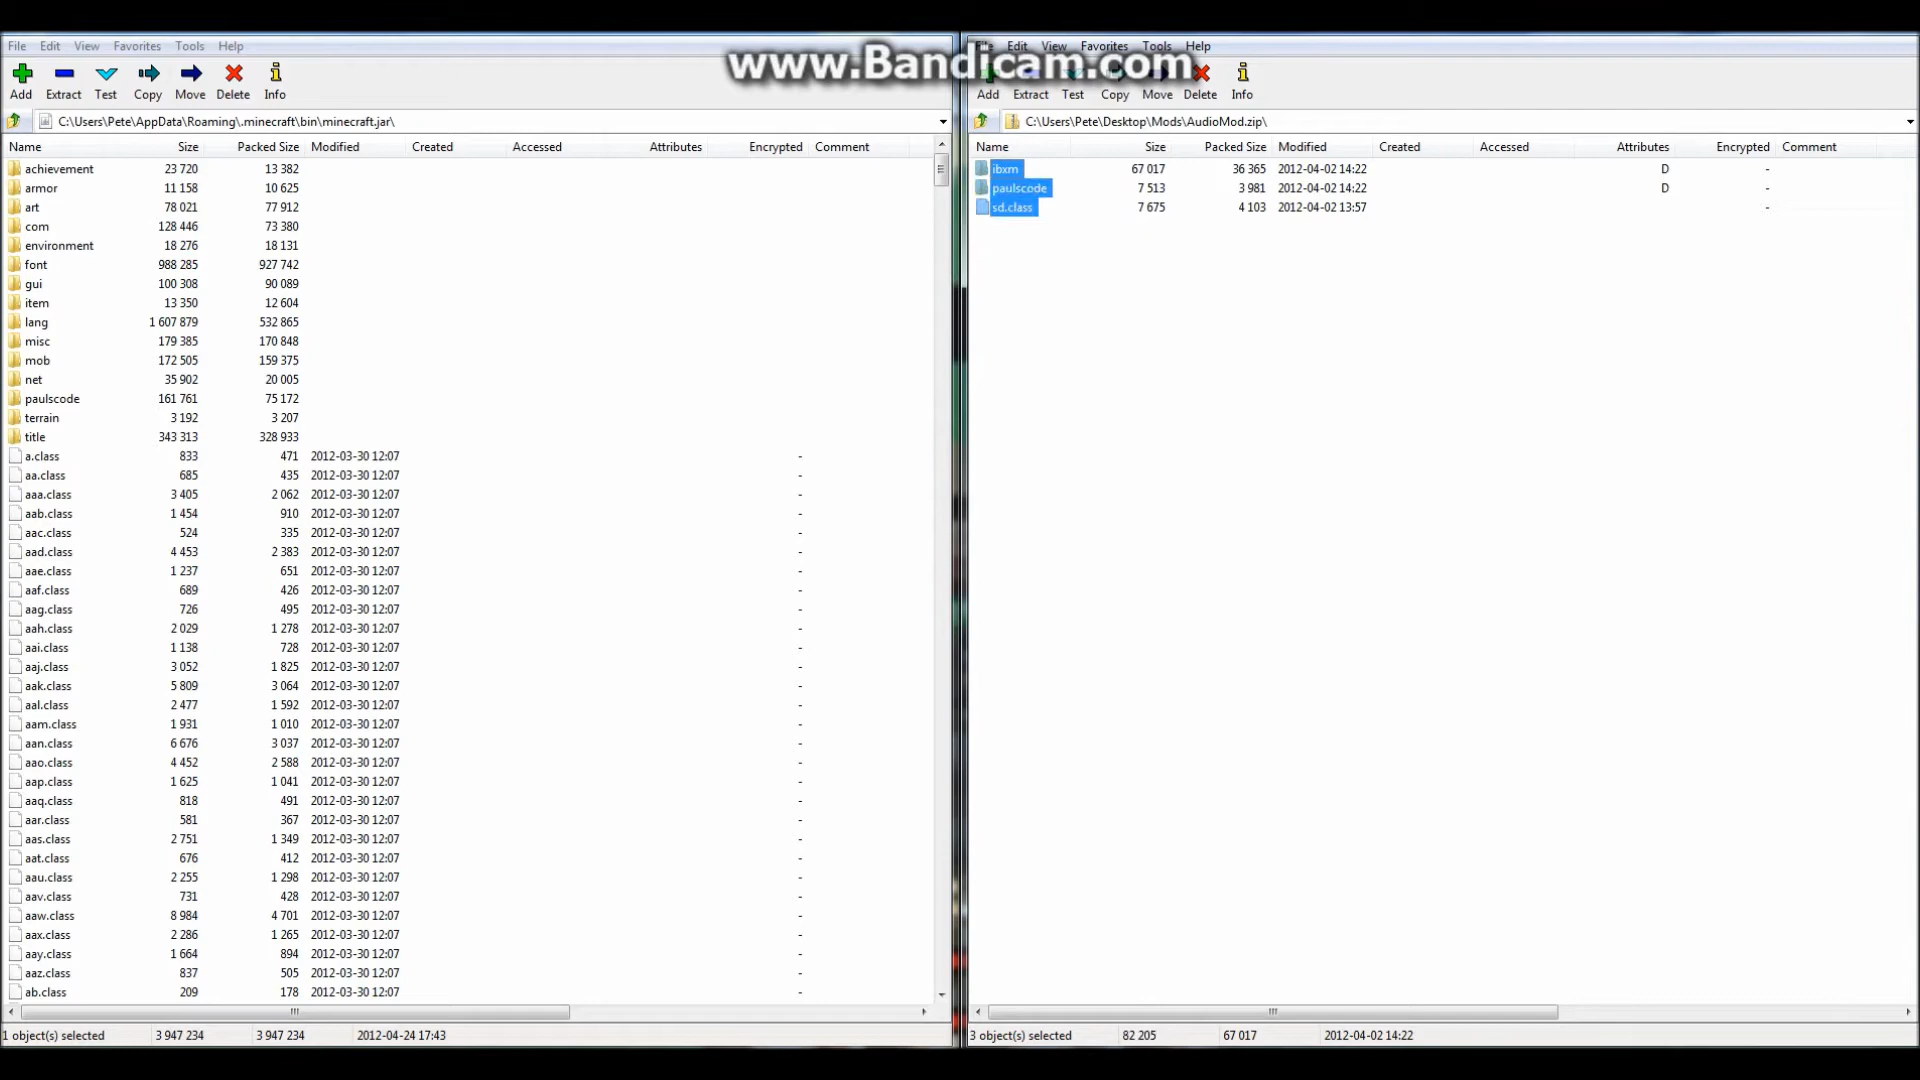 www.Bandicam.com
File Edit View Favorites Tools Help
Add Extract Test Copy Move Delete Info
C:\Users\Pete\AppData\Roaming\.minecraft\bin\minecraft.jar\
Name Size Packed Size Modified Created Accessed Attributes Encrypted Comment
achievement 23 720 13 382
armor 11 158 10 625
art 78 021 77 912
com 128 446 73 380
environment 18 276 18 131
font 988 285 927 742
gui 100 308 90 089
item 13 350 12 604
lang 1 607 879 532 865
misc 179 385 170 848
mob 172 505 159 375
net 35 902 20 005
paulscode 161 761 75 172
terrain 3 192 3 207
title 343 313 328 933
a.class 833 471 2012-03-30 12:07 -
aa.class 685 435 2012-03-30 12:07 -
aaa.class 3 405 2 062 2012-03-30 12:07 -
aab.class 1 454 910 2012-03-30 12:07 -
aac.class 524 335 2012-03-30 12:07 -
aad.class 4 453 2 383 2012-03-30 12:07 -
aae.class 1 237 651 2012-03-30 12:07 -
aaf.class 689 426 2012-03-30 12:07 -
aag.class 726 495 2012-03-30 12:07 -
aah.class 2 029 1 278 2012-03-30 12:07 -
aai.class 1 138 728 2012-03-30 12:07 -
aaj.class 3 052 1 825 2012-03-30 12:07 -
aak.class 5 809 3 064 2012-03-30 12:07 -
aal.class 2 477 1 592 2012-03-30 12:07 -
aam.class 1 931 1 010 2012-03-30 12:07 -
aan.class 6 676 3 037 2012-03-30 12:07 -
aao.class 4 452 2 588 2012-03-30 12:07 -
aap.class 1 625 1 041 2012-03-30 12:07 -
aaq.class 818 491 2012-03-30 12:07 -
aar.class 581 367 2012-03-30 12:07 -
aas.class 2 751 1 349 2012-03-30 12:07 -
aat.class 676 412 2012-03-30 12:07 -
aau.class 2 255 1 298 2012-03-30 12:07 -
aav.class 731 428 2012-03-30 12:07 -
aaw.class 8 984 4 701 2012-03-30 12:07 -
aax.class 2 286 1 265 2012-03-30 12:07 -
aay.class 1 664 894 2012-03-30 12:07 -
aaz.class 837 505 2012-03-30 12:07 -
ab.class 209 178 2012-03-30 12:07 -
1 object(s) selected 3 947 234 3 947 234 2012-04-24 17:43
File Edit View Favorites Tools Help
Add Extract Test Copy Move Delete Info
C:\Users\Pete\Desktop\Mods\AudioMod.zip\
Name Size Packed Size Modified Created Accessed Attributes Encrypted Comment
ibxm 67 017 36 365 2012-04-02 14:22 D -
paulscode 7 513 3 981 2012-04-02 14:22 D -
sd.class 7 675 4 103 2012-04-02 13:57 -
3 object(s) selected 82 205 67 017 2012-04-02 14:22